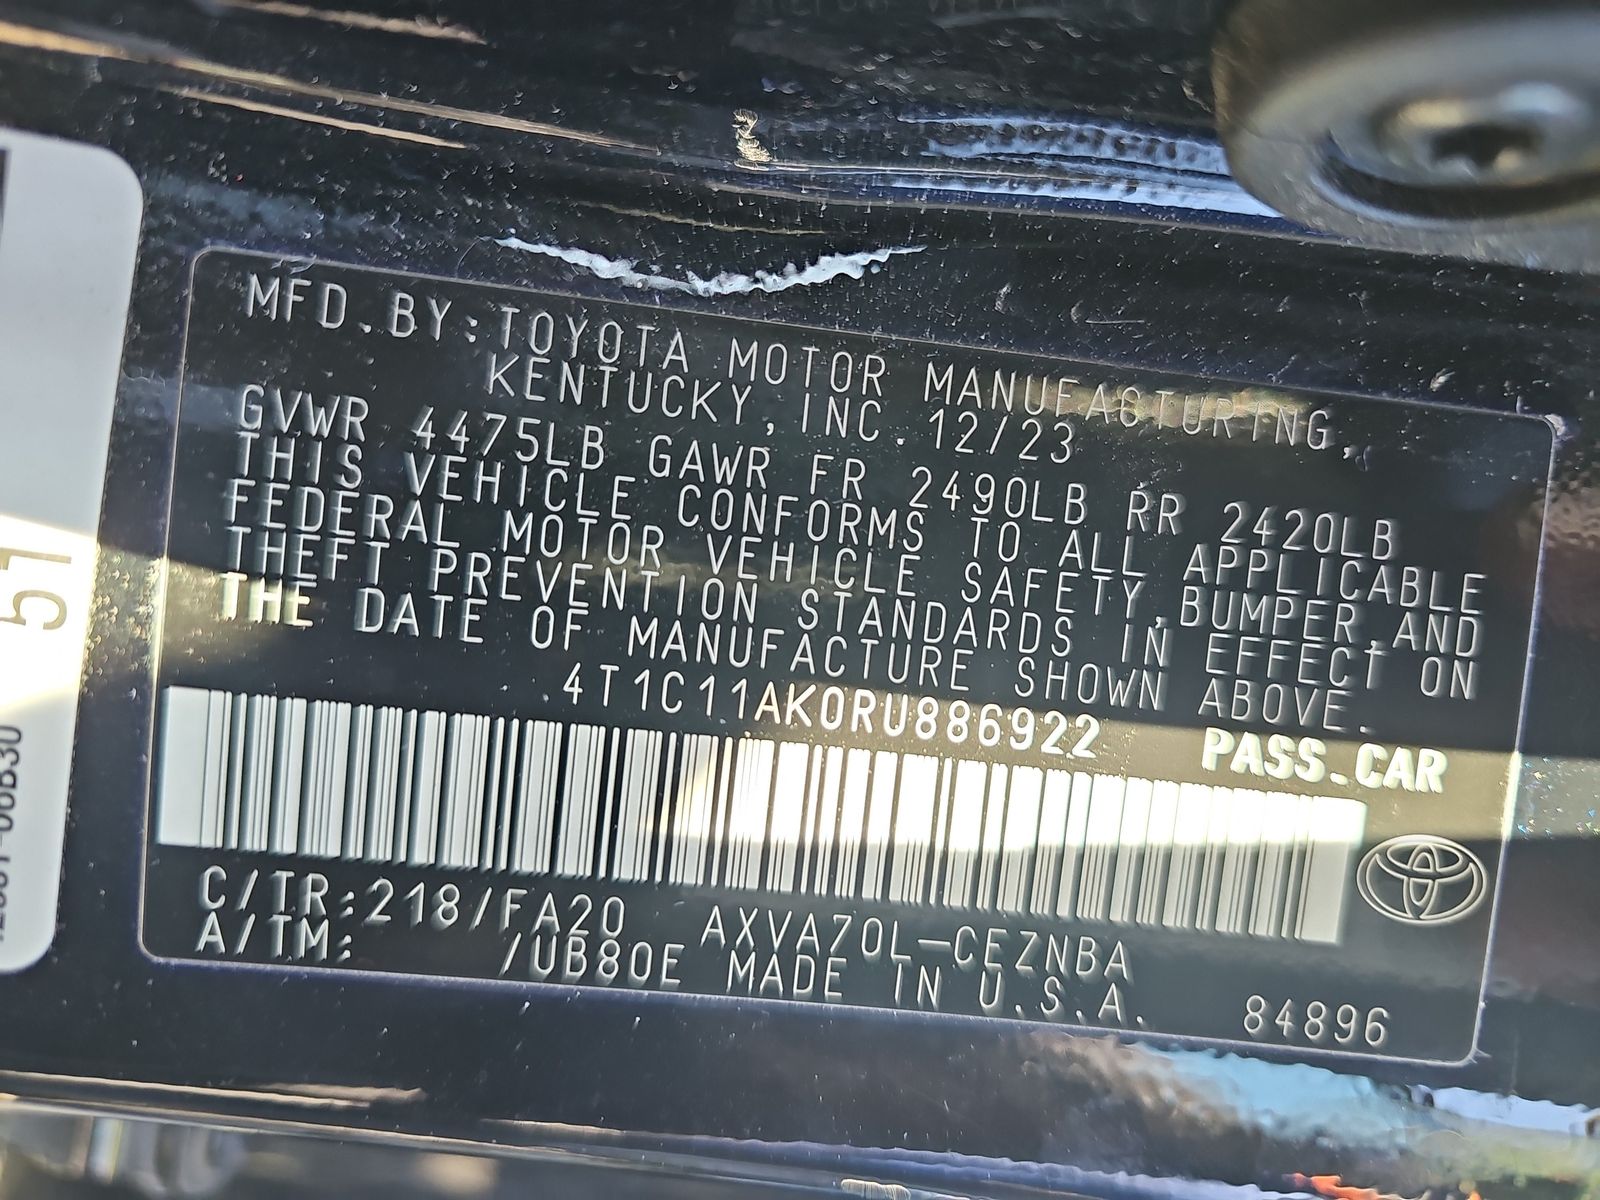 MFD.BY:TOYOTA MOTOR MANUFACTURING,
KENTUCKY,INC.12/23
GVWR 4475LB GAWR FR 2490LB RR 2420LB
THIS VEHICLE CONFORMS TO ALL APPLICABLE
FEDERAL MOTOR VEHICLE SAFETY,BUMPER,AND
THEFT PREVENTION STANDARDS IN EFFECT ON
THE DATE OF MANUFACTURE SHOWN ABOVE.
4T1C11AK0RU886922 PASS.CAR
C/TR:218/FA20 AXVA70L-CEZNBA
A/TM: /UB80E MADE IN U.S.A. 84896
51